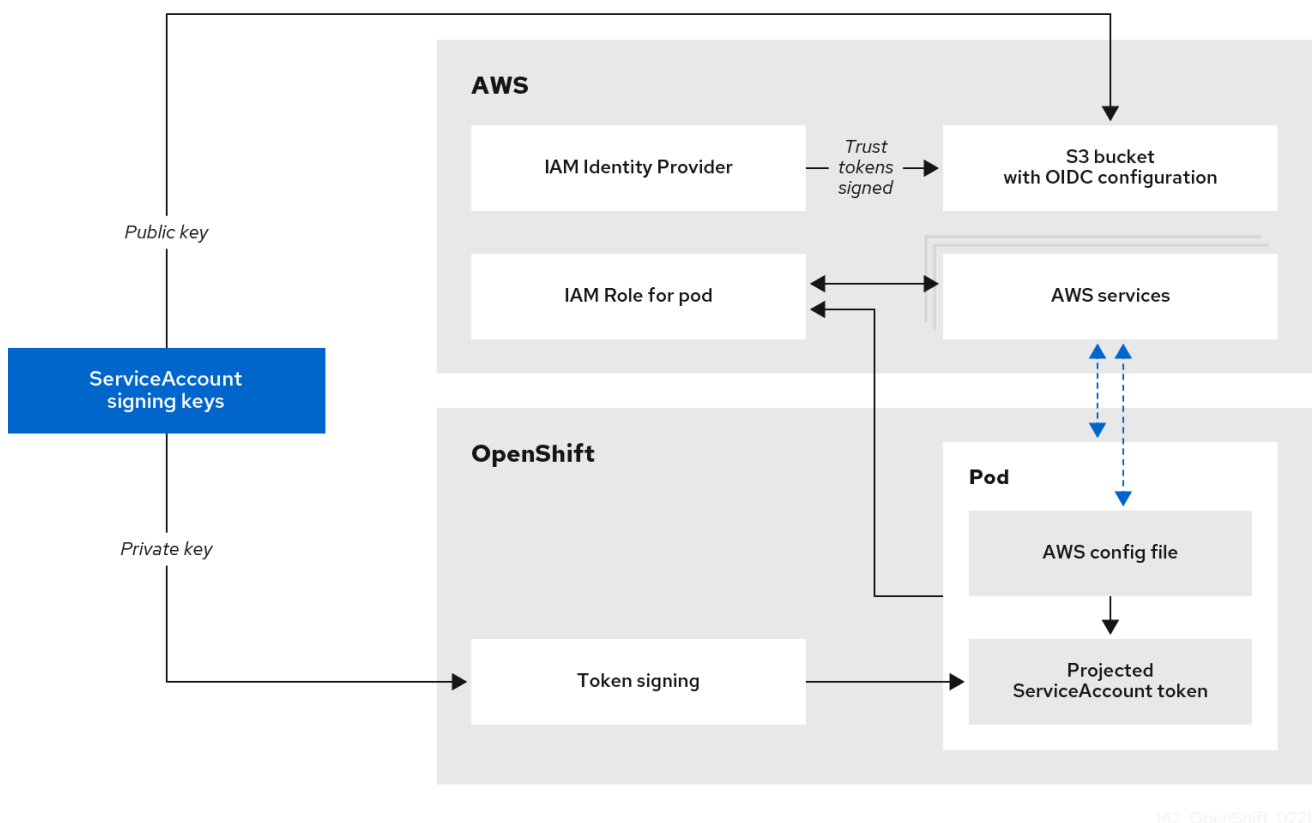 AWS
IAM Identity Provider
Trust
tokens
signed
S3 bucket
with OIDC configuration
Public key
IAM Role for pod
AWS services
ServiceAccount
signing keys
OpenShift
Pod
Private key
AWS config file
Token signing
Projected
ServiceAccount token
142_OpenShift_0221